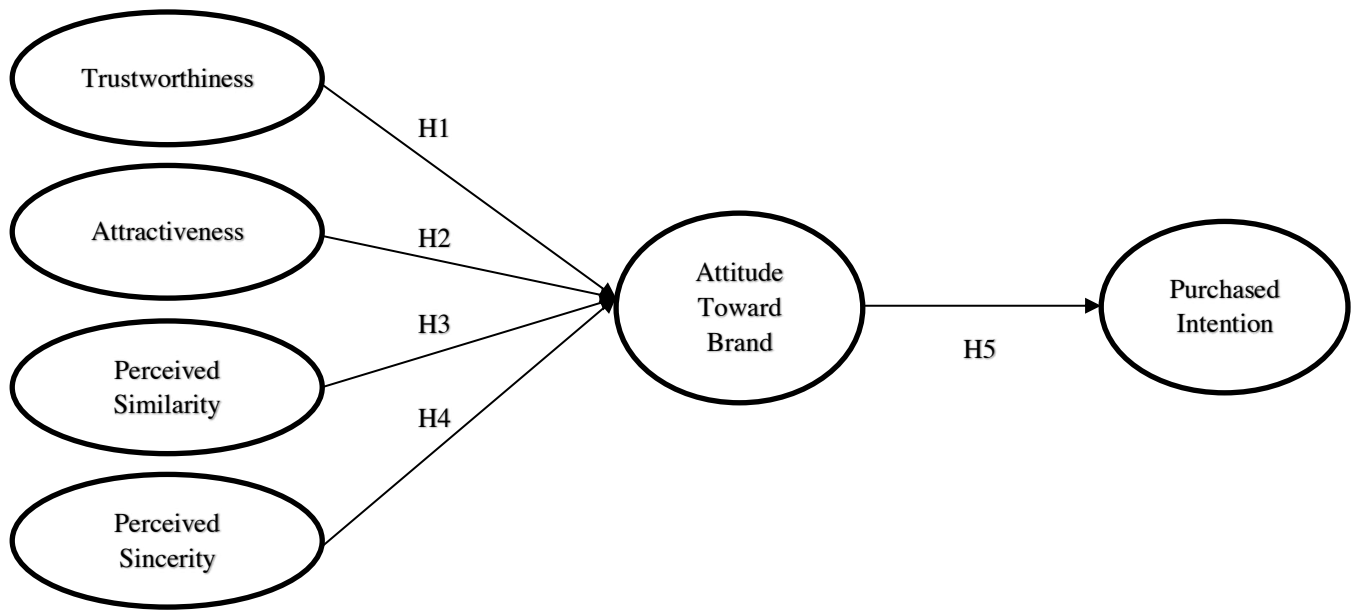 Trustworthiness
H1
Attractiveness
H2
Perceived
Similarity
H3
Perceived
Sincerity
H4
Attitude
Toward
Brand
H5
Purchased
Intention